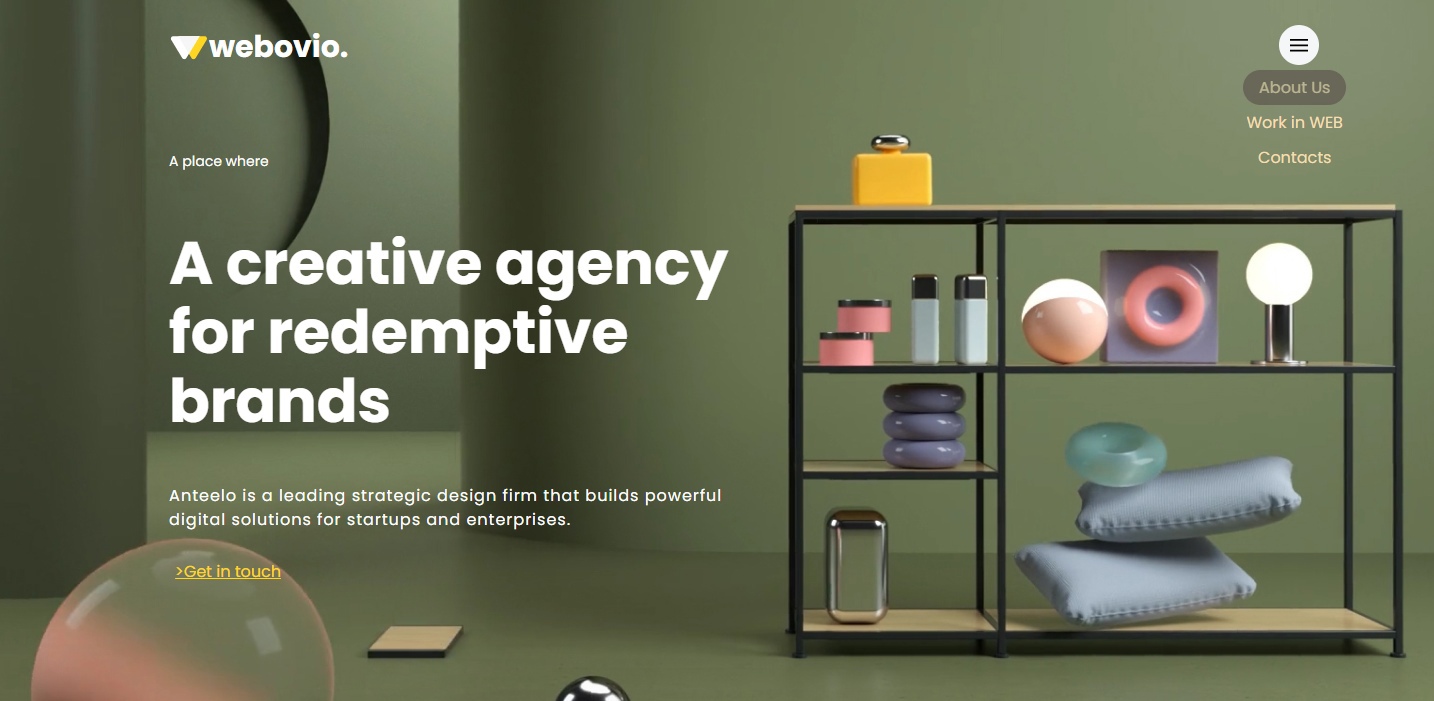 webovio.
About Us
Work in WEB
Contacts
A place where
A creative agency
for redemptive
brands
Anteelo is a leading strategic design firm that builds powerful
digital solutions for startups and enterprises.
>Get in touch